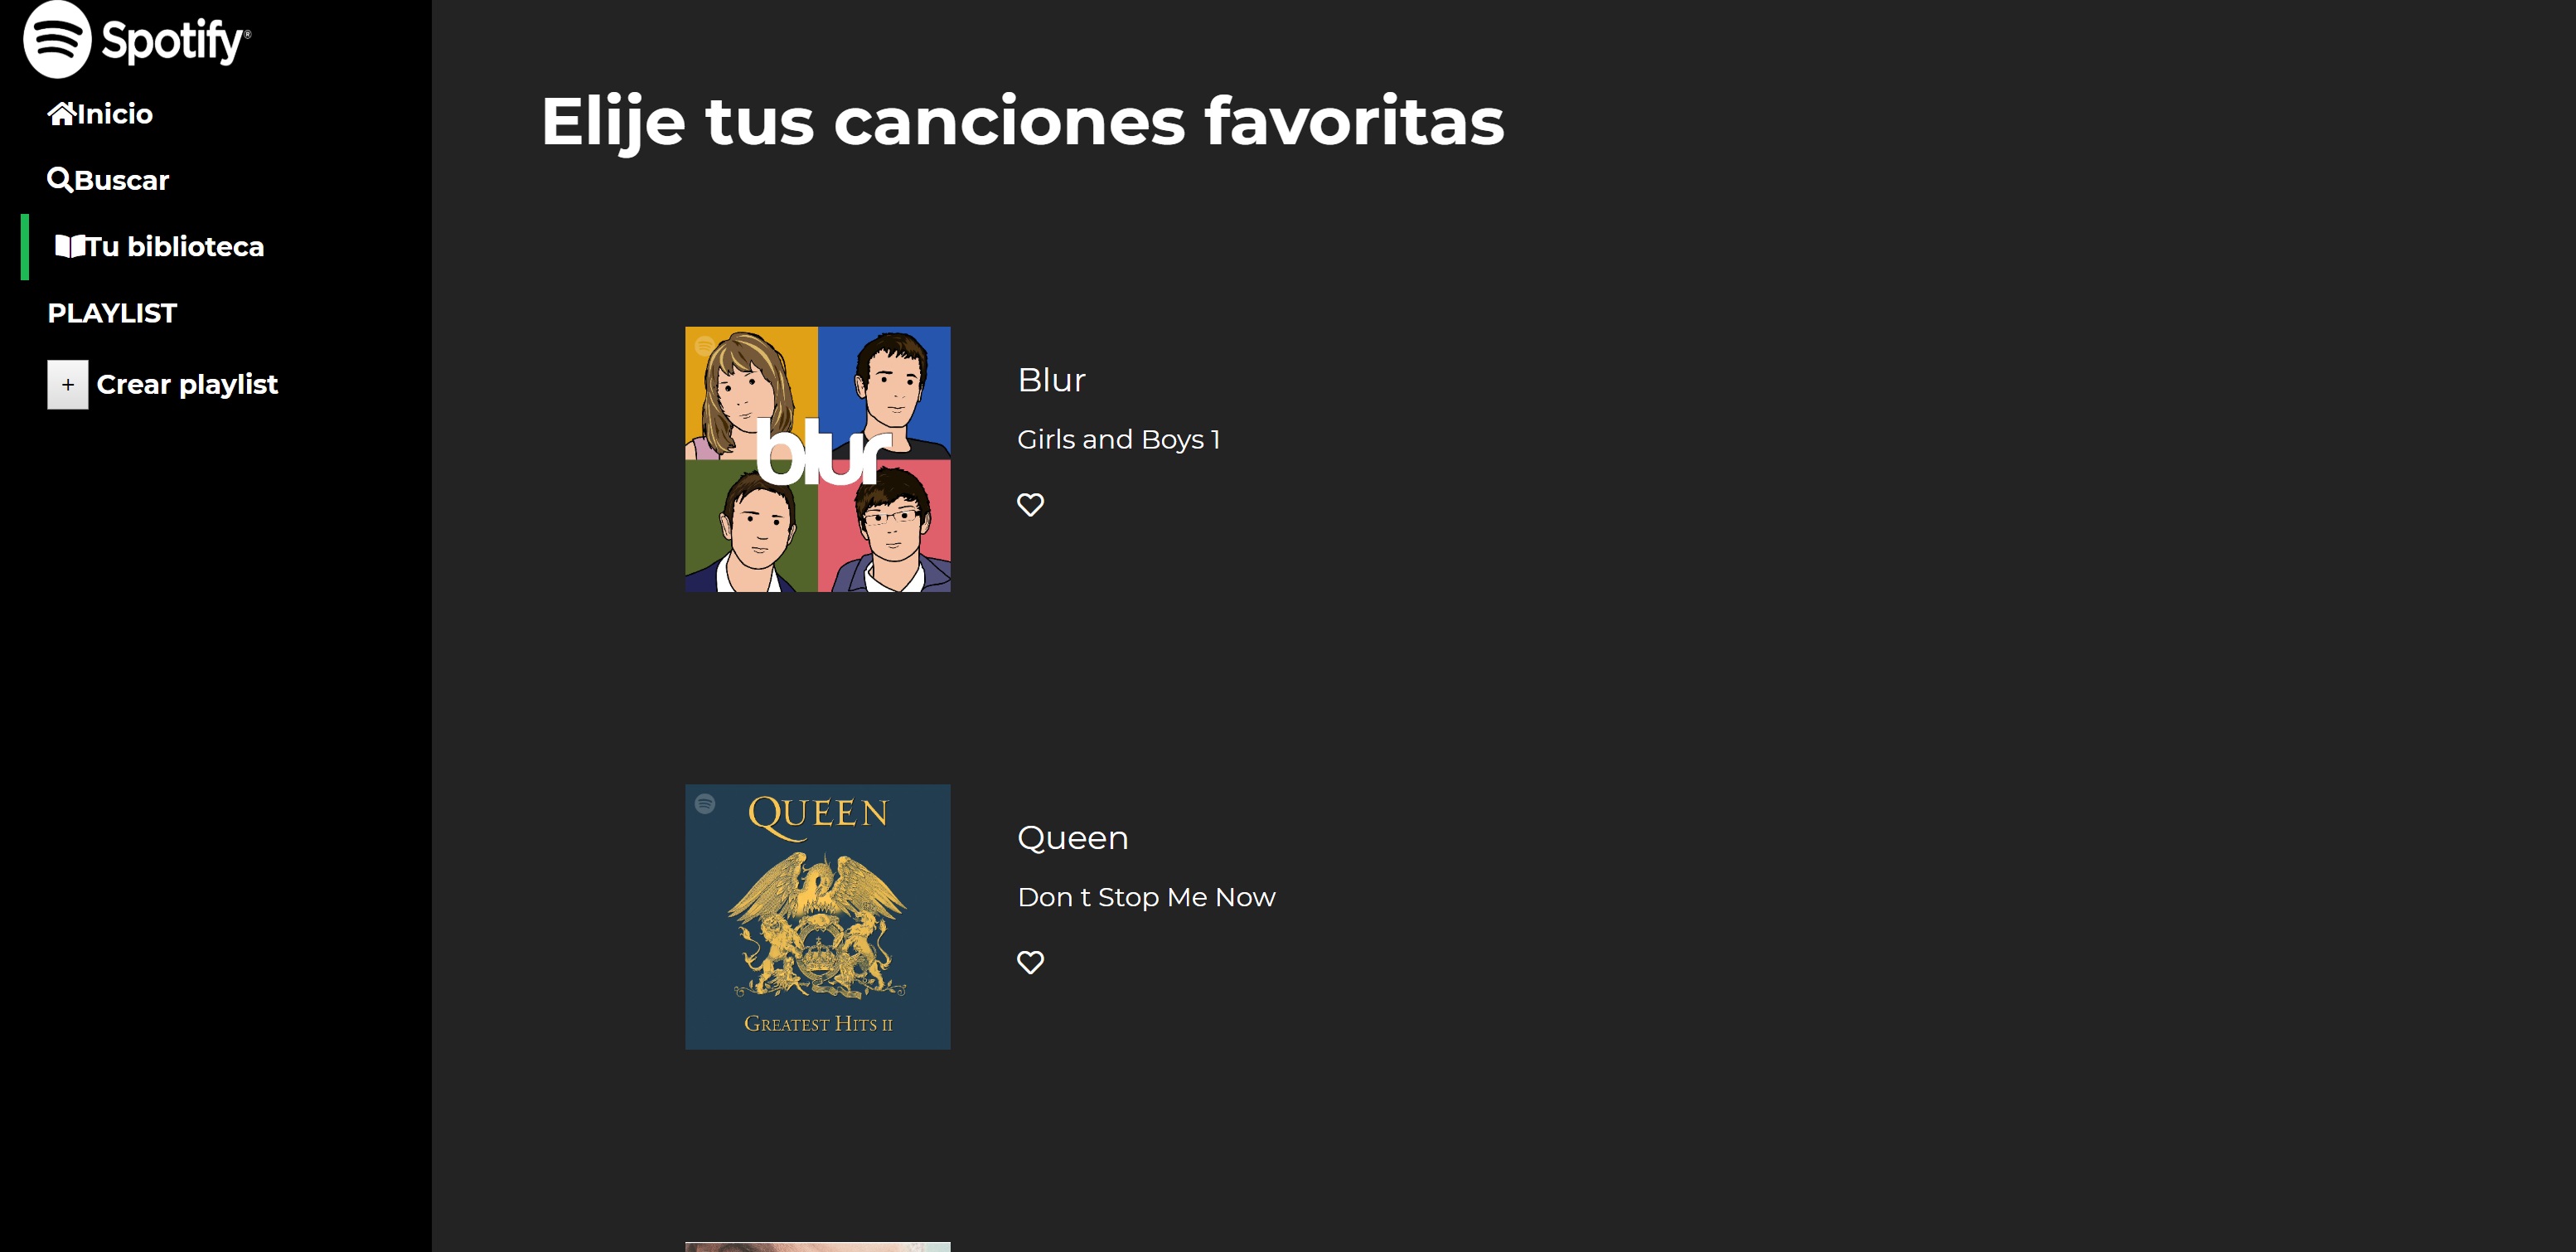 Spotify®
Inicio
Buscar
Tu biblioteca
PLAYLIST
+ Crear playlist
Elije tus canciones favoritas
blur
Blur
Girls and Boys 1
QUEEN
GREATEST HITS II
Queen
Don t Stop Me Now